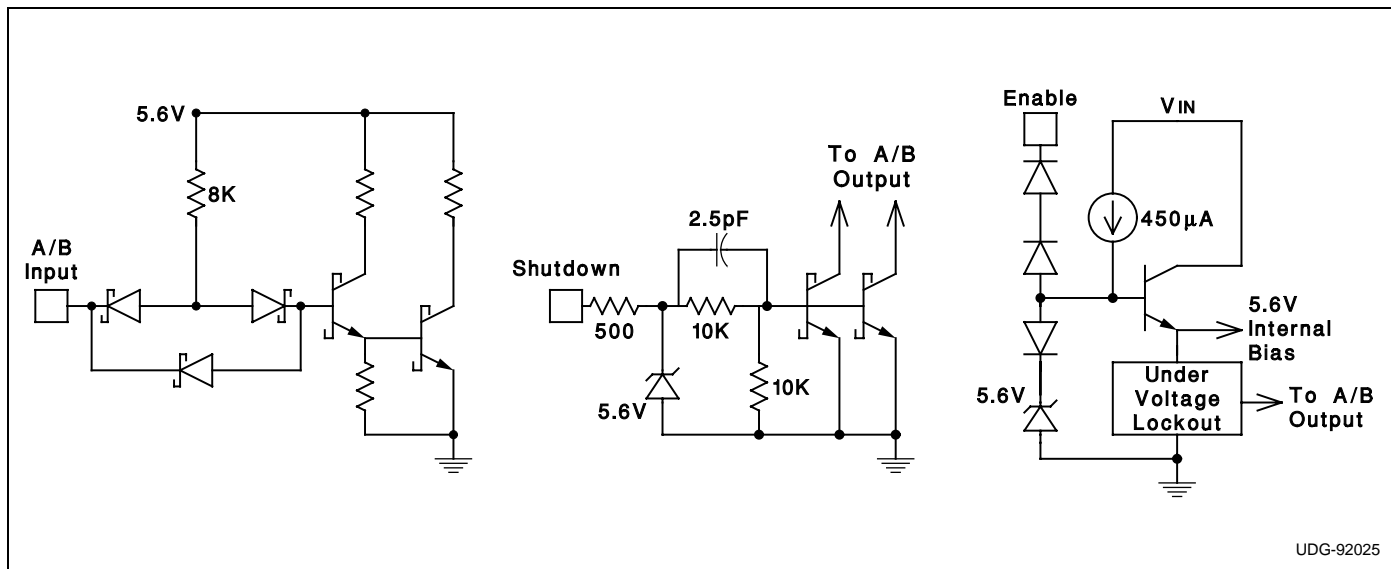 5.6V
8K
A/B
Input
To A/B
Output
2.5pF
Shutdown
500
10K
10K
5.6V
Enable
VIN
450μA
5.6V
Internal
Bias
5.6V
Under
Voltage
Lockout
To A/B
Output
UDG-92025